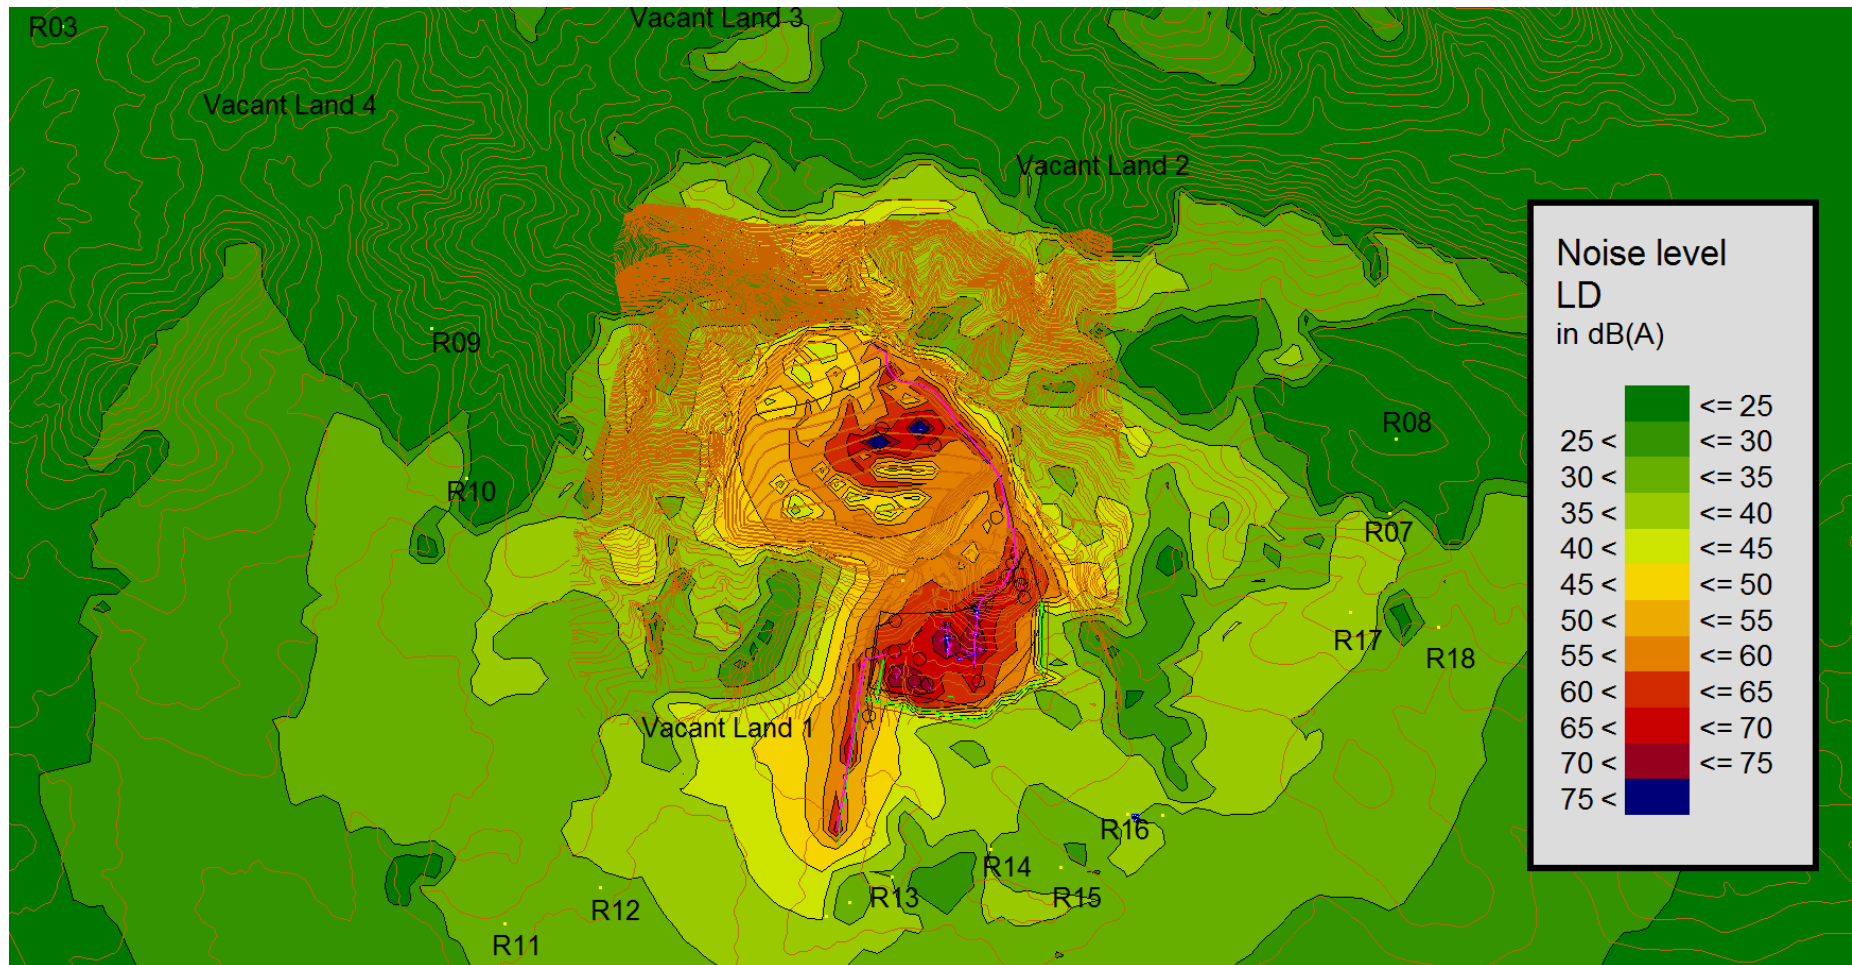 Vacant Land 3
R03
Vacant Land 4
Vacant Land 2
R09
R08
R10
R07
R17
R18
Vacant Land 1
R16
R14
R13
R15
R12
R11
Noise level
LD
in dB(A)
<= 25
25 < <= 30
30 < <= 35
35 < <= 40
40 < <= 45
45 < <= 50
50 < <= 55
55 < <= 60
60 < <= 65
65 < <= 70
70 < <= 75
75 <